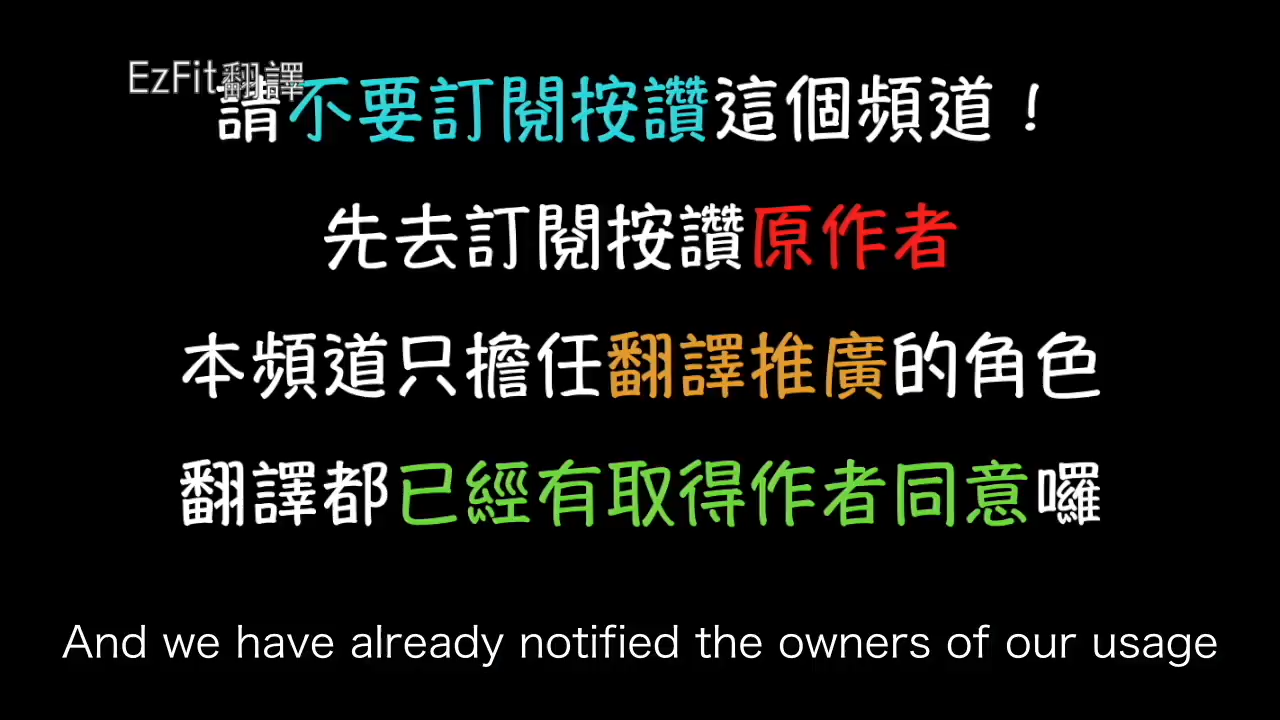 EzFit翻譯
請不要訂閱按讚這個頻道！
先去訂閱按讚原作者
本頻道只擔任翻譯推廣的角色
翻譯都已經有取得作者同意囉
And we have already notified the owners of our usage